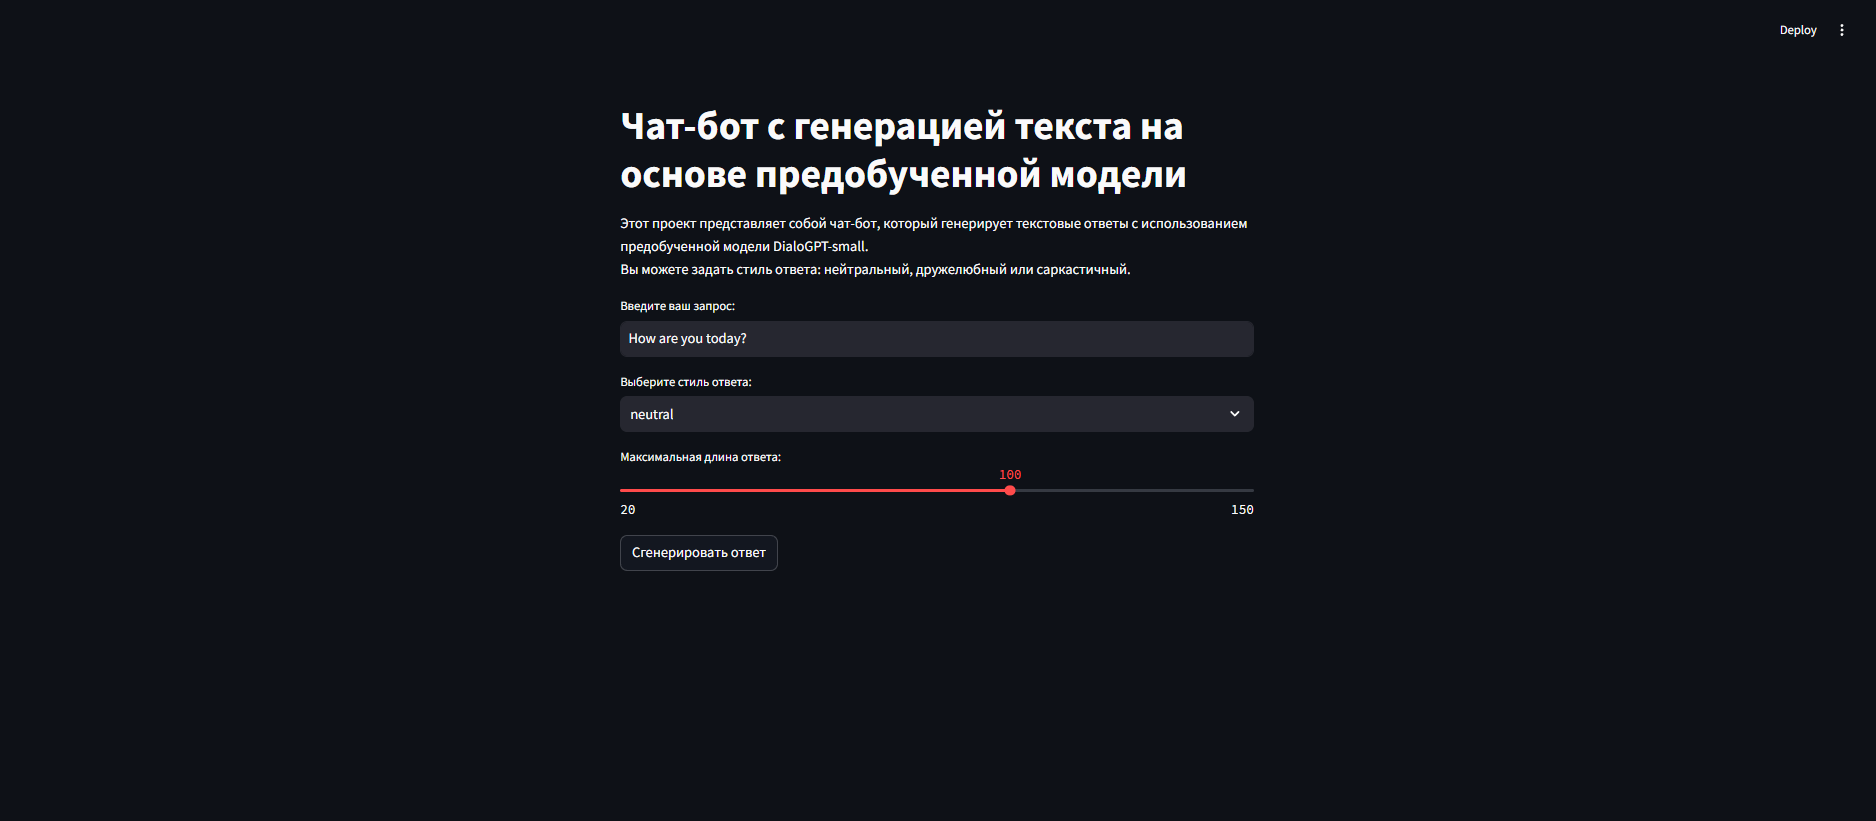 Deploy
Чат-бот с генерацией текста на
основе предобученной модели
Этот проект представляет собой чат-бот, который генерирует текстовые ответы с использованием
предобученной модели DialoGPT-small.
Вы можете задать стиль ответа: нейтральный, дружелюбный или саркастичный.
Введите ваш запрос:
How are you today?
Выберите стиль ответа:
neutral
Максимальная длина ответа:
100
20 150
Сгенерировать ответ